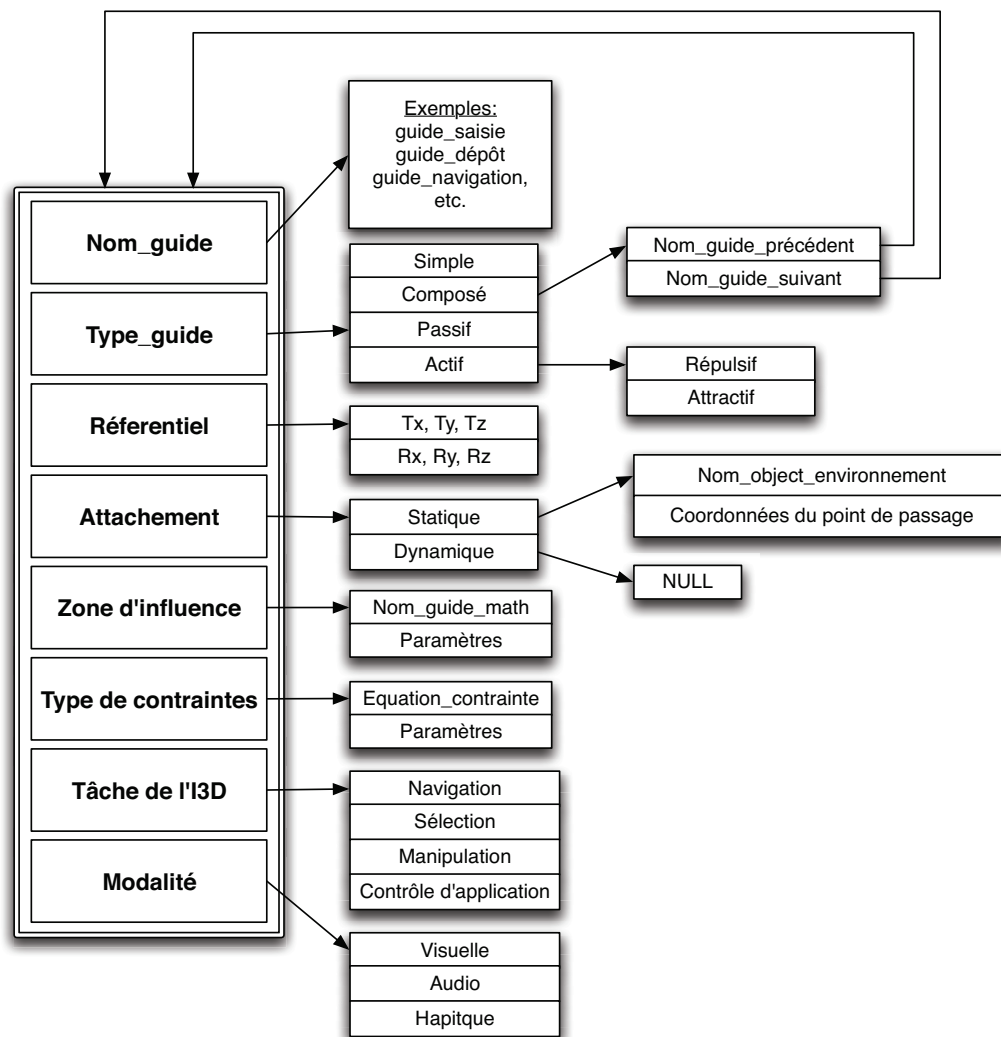 Exemples:
guide_saisie
guide_dépôt
guide_navigation,
etc.
Nom_guide
Type_guide
Réferentiel
Attachement
Zone d'influence
Type de contraintes
Tâche de l'I3D
Modalité
Simple
Composé
Passif
Actif
Nom_guide_précédent
Nom_guide_suivant
Répulsif
Attractif
Tx, Ty, Tz
Rx, Ry, Rz
Statique
Dynamique
Nom_object_environnement
Coordonnées du point de passage
NULL
Nom_guide_math
Paramètres
Equation_contrainte
Paramètres
Navigation
Sélection
Manipulation
Contrôle d'application
Visuelle
Audio
Hapitque